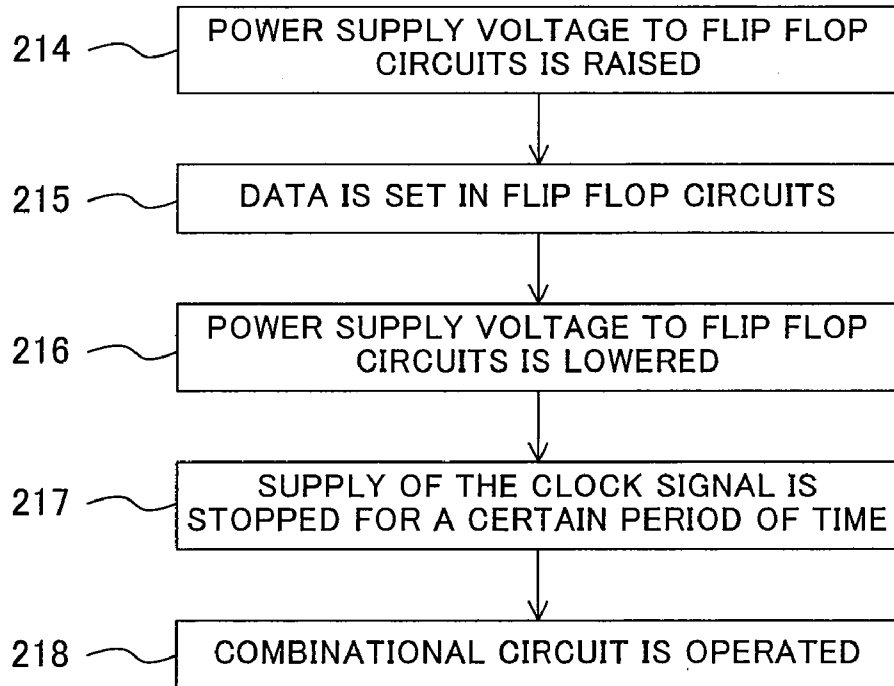 214
POWER SUPPLY VOLTAGE TO FLIP FLOP
CIRCUITS IS RAISED
215
DATA IS SET IN FLIP FLOP CIRCUITS
216
POWER SUPPLY VOLTAGE TO FLIP FLOP
CIRCUITS IS LOWERED
217
SUPPLY OF THE CLOCK SIGNAL IS
STOPPED FOR A CERTAIN PERIOD OF TIME
218
COMBINATIONAL CIRCUIT IS OPERATED